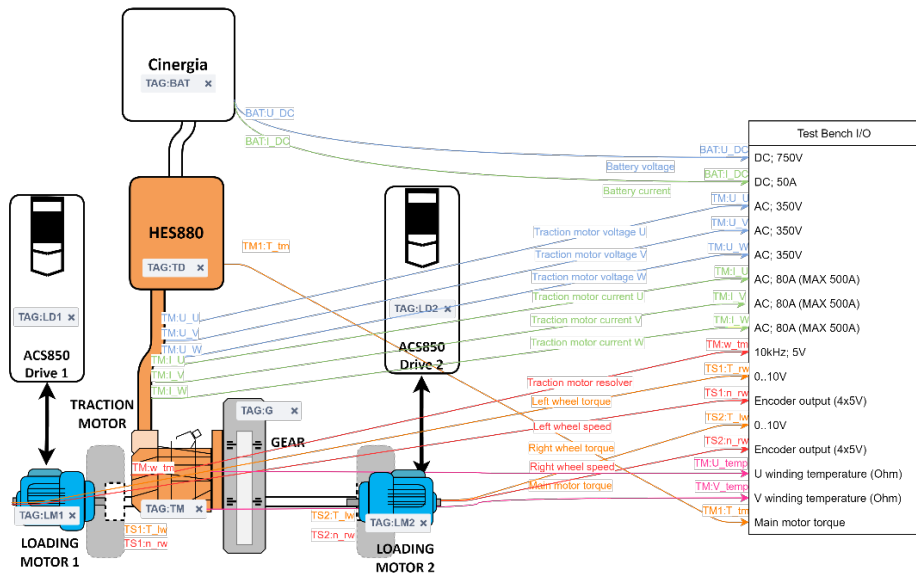 Cinergia
TAG:BAT ×
BAT:U_DC
BAT:I_DC
Test Bench I/O
BAT:U_DC
DC; 750V
Battery voltage
BAT:I_DC
DC; 50A
Battery current
TM:U_U
AC; 350V
TM:U_V
AC; 350V
Traction motor voltage U
HES880
TM1:T_tm
TM:U_W
AC; 350V
Traction motor voltage V
TAG:TD ×
Traction motor voltage W
TM:I_U
AC; 80A (MAX 500A)
Traction motor current U
TM:I_V
AC; 80A (MAX 500A)
TAG:LD1 ×
TAG:LD2 ×
TM:U_U
Traction motor current V
TM:I_W
AC; 80A (MAX 500A)
TM:U_V
Traction motor current W
TM:U_W
TM:w_tm
10kHz; 5V
ACS850
Drive 1
ACS850
Drive 2
TM:I_U
TM:I_V
TM:I_W
TS1:T_rw
0..10V
Traction motor resolver
TS1:n_rw
Encoder output (4x5V)
TRACTION
MOTOR
TAG:G ×
Left wheel torque
TS2:T_lw
0..10V
Left wheel speed
GEAR
TS2:n_rw
Encoder output (4x5V)
Right wheel torque
TM:w_tm
Right wheel speed
TM:U_temp
U winding temperature (Ohm)
Main motor torque
TM:V_temp
V winding temperature (Ohm)
TAG:LM1 ×
TAG:TM ×
TAG:LM2 ×
TM1:T_tm
Main motor torque
TS1:T_lw
TS1:n_rw
TS2:T_lw
TS2:n_rw
LOADING
MOTOR 1
LOADING
MOTOR 2